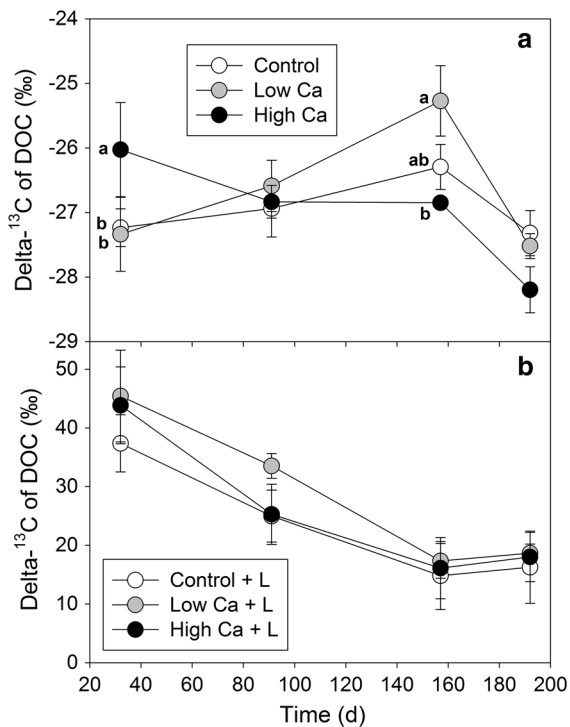 -24
a
Control
Low Ca
High Ca
-25
a
-26
a
ab
b
b
b
-27
-28
-29
Delta-¹³C of DOC (‰)
b
50
40
30
20
10
0
Delta-¹³C of DOC (‰)
Control + L
Low Ca + L
High Ca + L
20 40 60 80 100 120 140 160 180 200
Time (d)